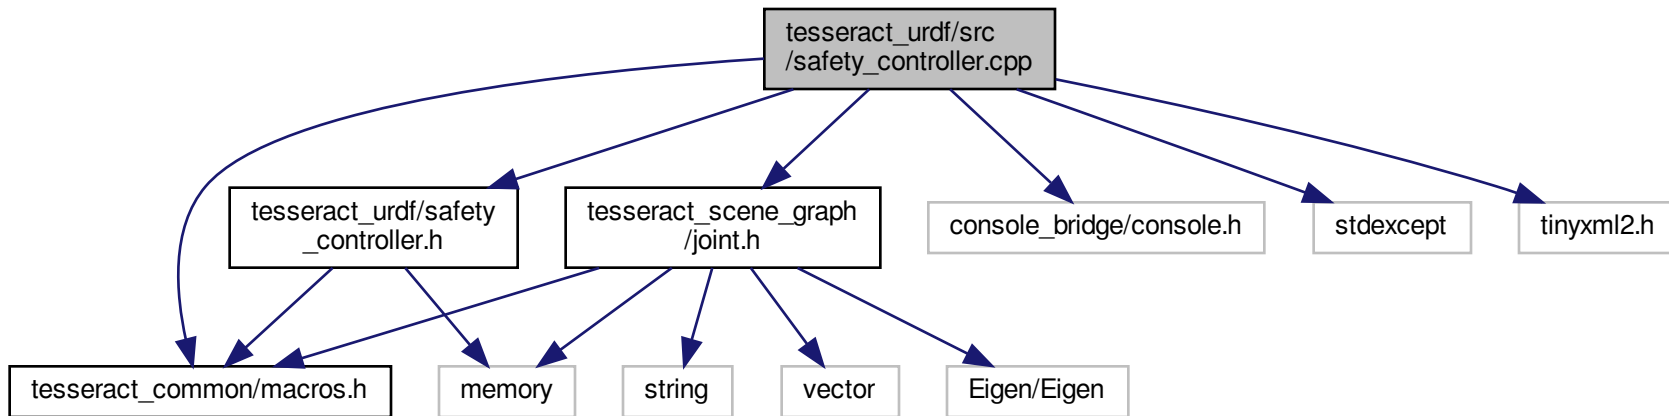 tesseract_urdf/src
/safety_controller.cpp
tesseract_urdf/safety
_controller.h
tesseract_scene_graph
/joint.h
console_bridge/console.h
stdexcept
tinyxml2.h
tesseract_common/macros.h
memory
string
vector
Eigen/Eigen